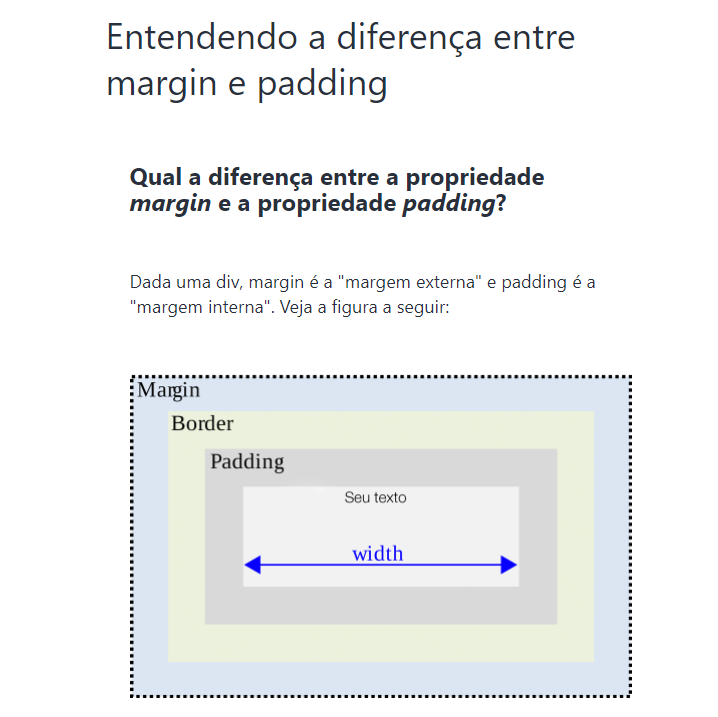 Entendendo a diferença entre
margin e padding
Qual a diferença entre a propriedade
margin e a propriedade padding?
Dada uma div, margin é a "margem externa" e padding é a
"margem interna". Veja a figura a seguir:
Margin
Border
Padding
Seu texto
width